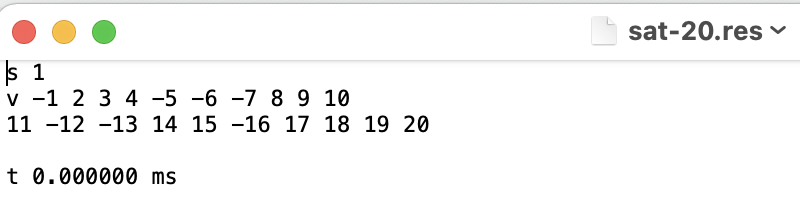 sat-20.res
s 1
v -1 2 3 4 -5 -6 -7 8 9 10
11 -12 -13 14 15 -16 17 18 19 20
t 0.000000 ms